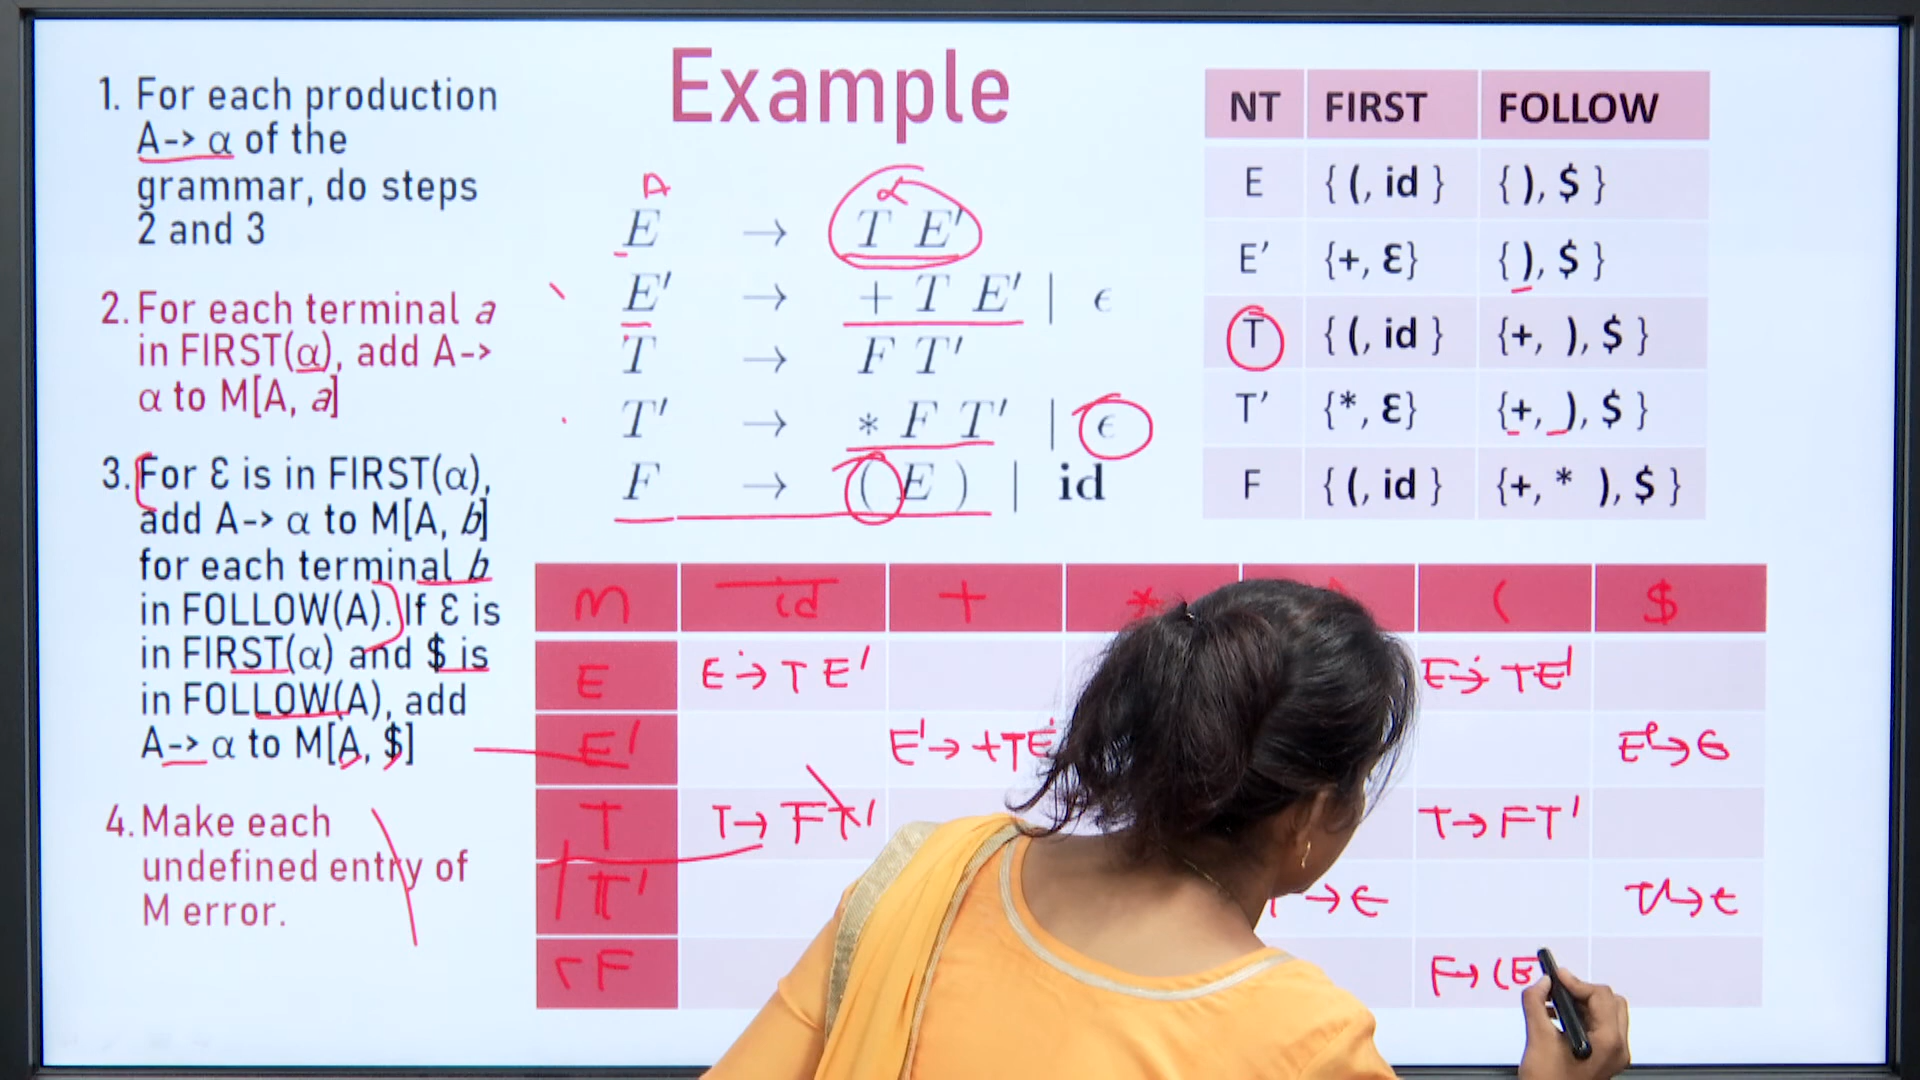 Example
1. For each production
A-> α of the
grammar, do steps
2 and 3
2. For each terminal a
in FIRST(α), add A->
α to M[A, a]
3. For Ɛ is in FIRST(α),
add A-> α to M[A, b]
for each terminal b
in FOLLOW(A). If Ɛ is
in FIRST(α) and $ is
in FOLLOW(A), add
A-> α to M[A, $]
4. Make each
undefined entry of
M error.
A α
E → T E′
E′ → + T E′ | ϵ
T → F T′
T′ → * F T′ | ϵ
F → ( E ) | id
NT FIRST FOLLOW
E { (, id } { ), $ }
E’ {+, Ɛ} { ), $ }
T { (, id } {+, ), $ }
T’ {*, Ɛ} {+, ), $ }
F { (, id } {+, * ), $ }
M id + * ( $
E E→TE' E→TE'
E' E'→+TE' E'→ϵ
T T→FT' T→FT'
T' →ϵ T'→ϵ
F F→(E